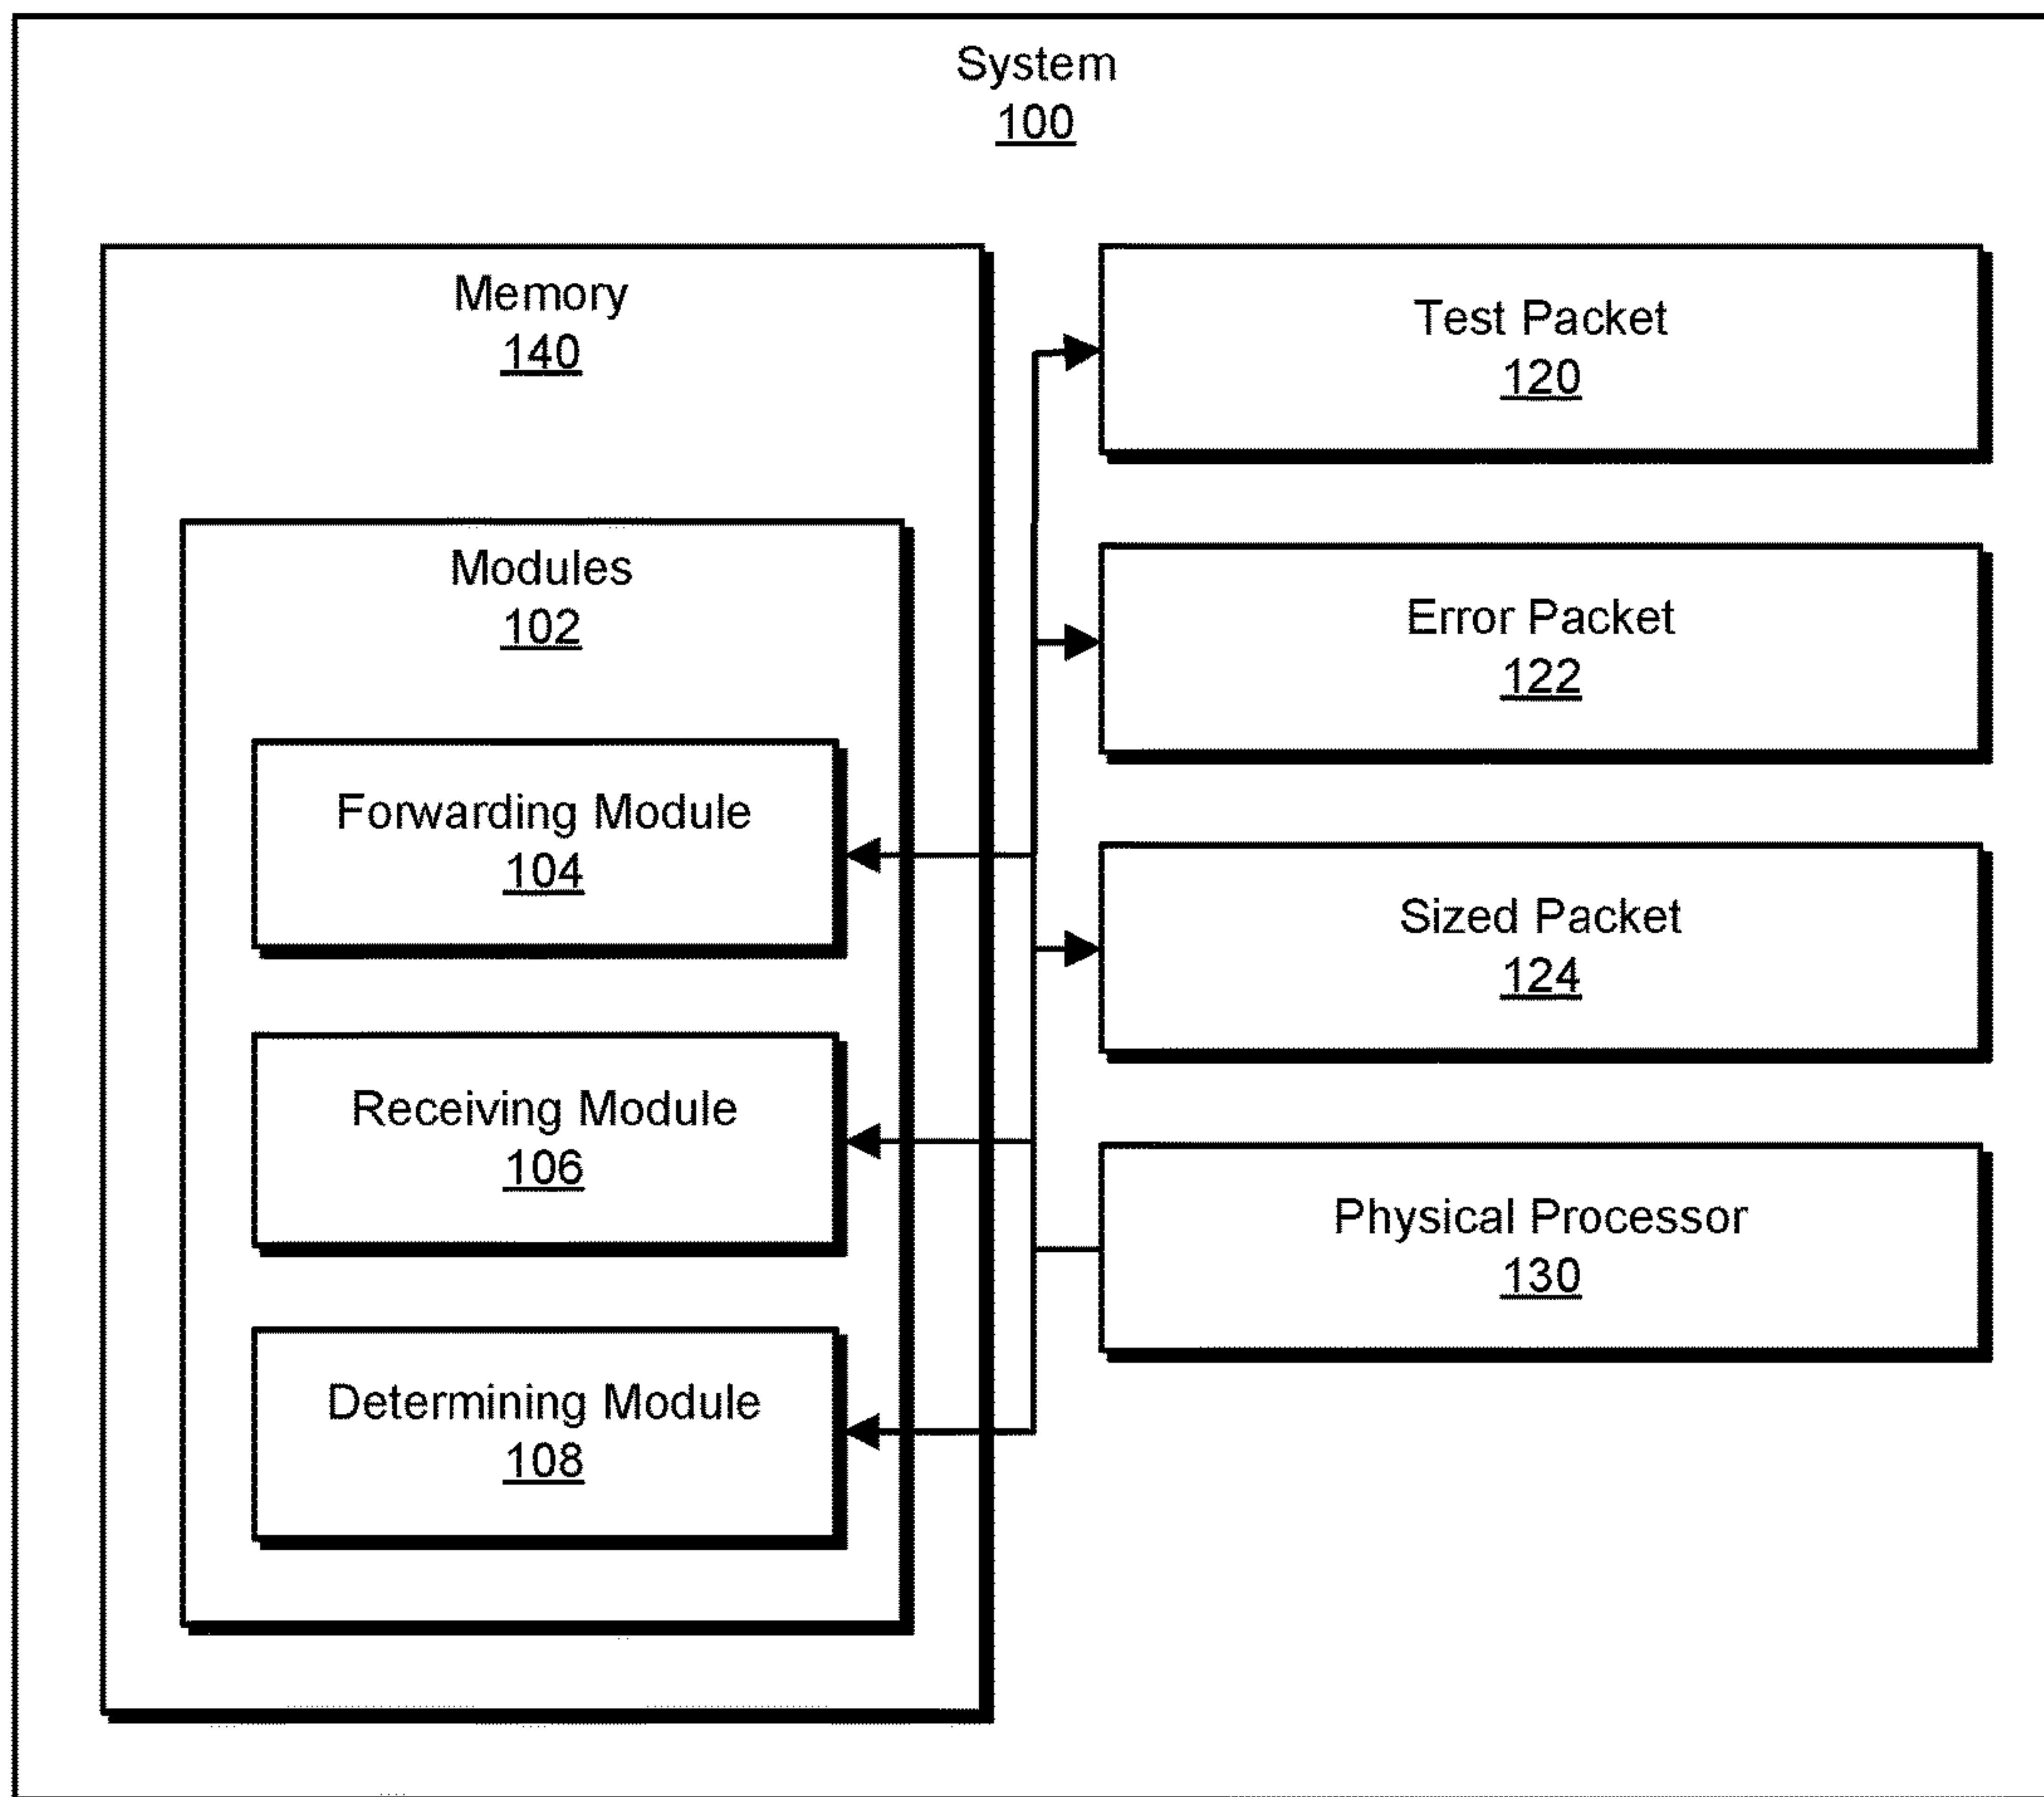 System
100
Memory
140
Modules
102
Forwarding Module
104
Receiving Module
106
Determining Module
108
Test Packet
120
Error Packet
122
Sized Packet
124
Physical Processor
130